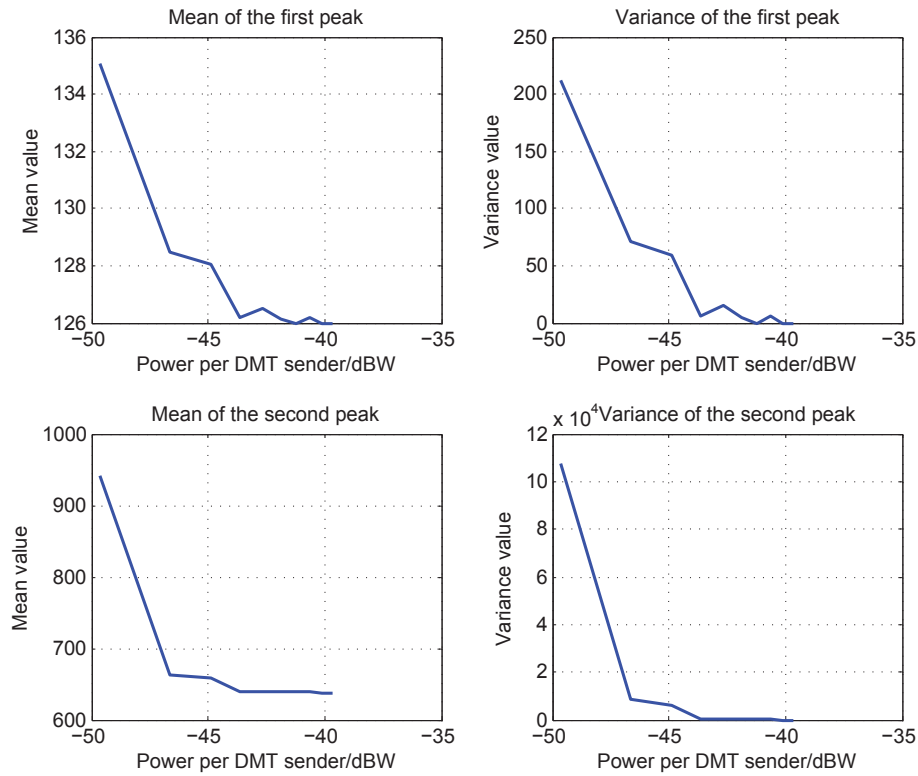 Mean of the first peak
136
134
132
130
128
126
Mean value
−50 −45 −40 −35
Power per DMT sender/dBW
Variance of the first peak
250
200
150
100
50
0
Variance value
−50 −45 −40 −35
Power per DMT sender/dBW
Mean of the second peak
1000
900
800
700
600
Mean value
−50 −45 −40 −35
Power per DMT sender/dBW
x 10^4 Variance of the second peak
12
10
8
6
4
2
0
Variance value
−50 −45 −40 −35
Power per DMT sender/dBW